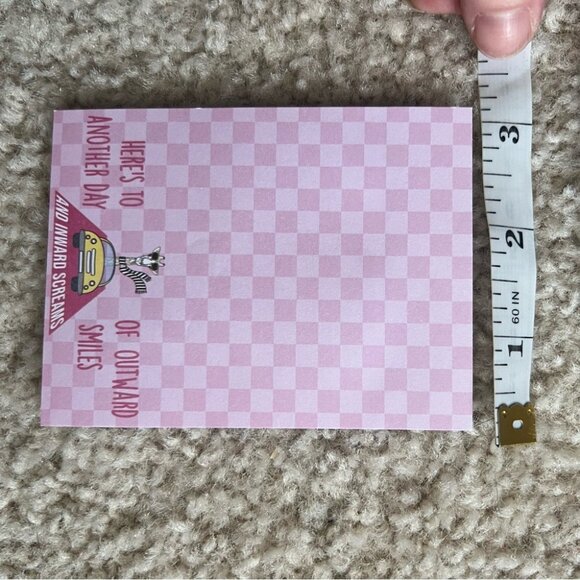 HERE'S TO
ANOTHER DAY
OF OUTWARD
SMILES
AND INWARD SCREAMS
3
2
60 IN
1